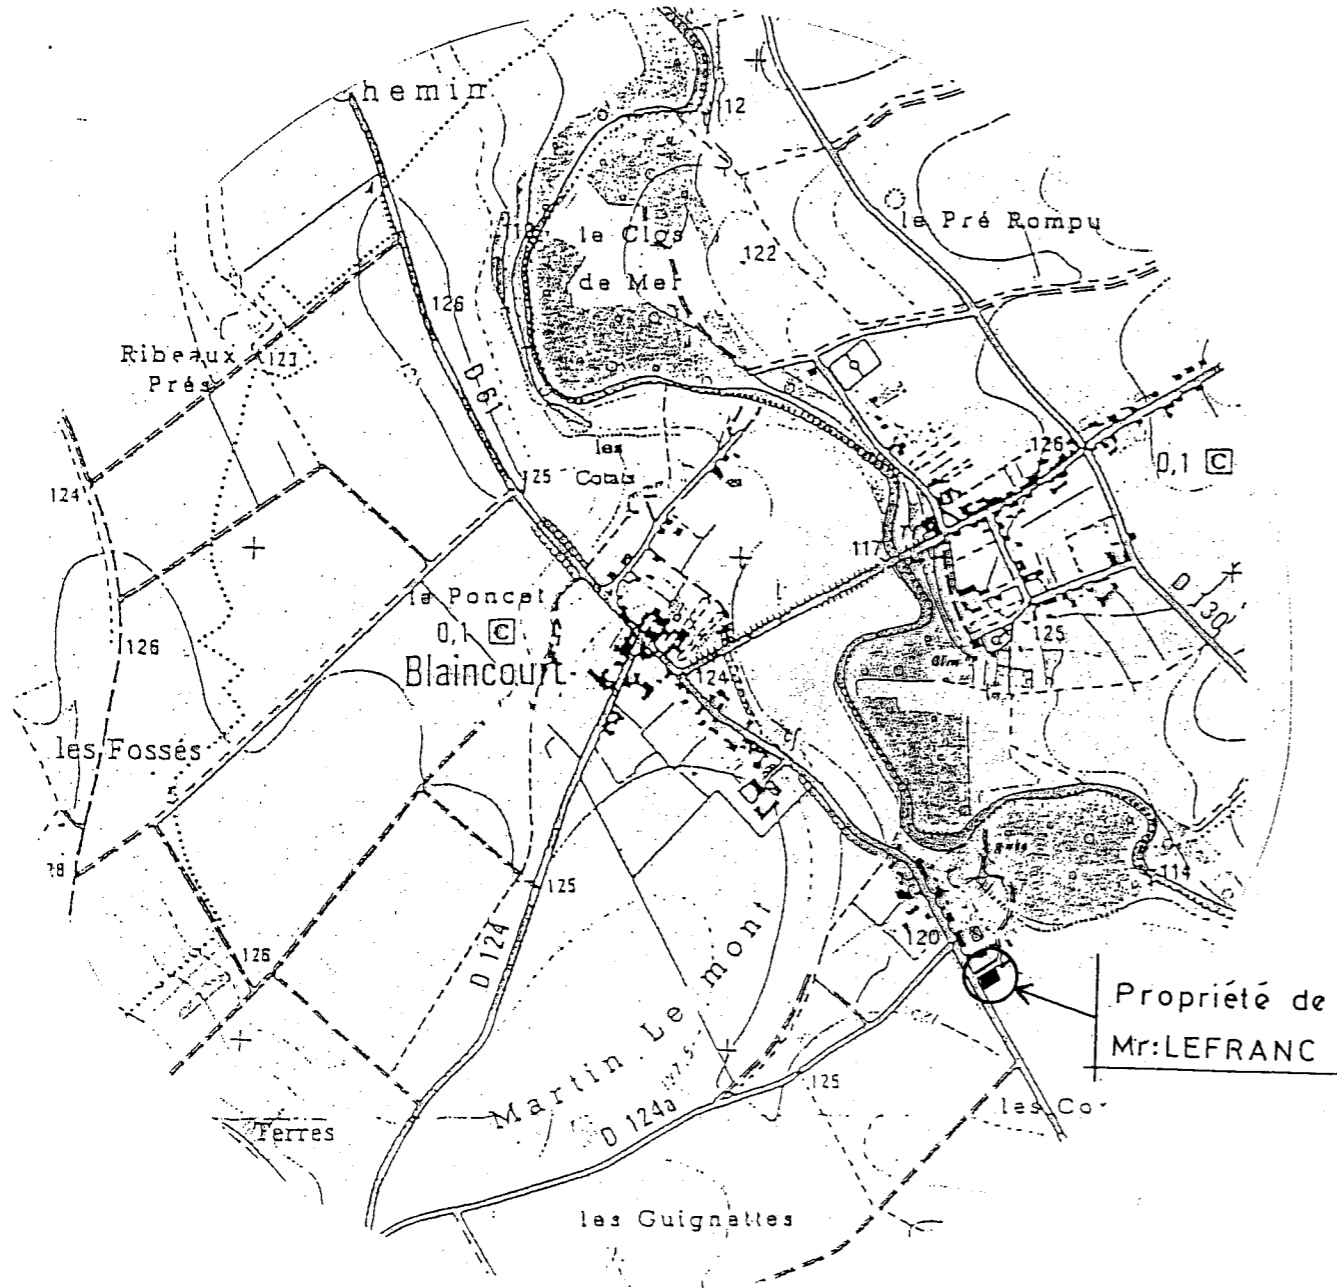 Chemin
112
le Pré Rompu
118
le Clos
de Mer
122
126
Ribeaux
Prés
123
D 61
126
0,1 C
les
124
125
117
le Poncet
0,1 C
Blaincourt
D 130
125
126
124
les Fossés
114
125
D 124
120
126
Propriété de
Mr:LEFRANC
Martin Le mont
125
D 124a
les Co
Terres
les Guignettes